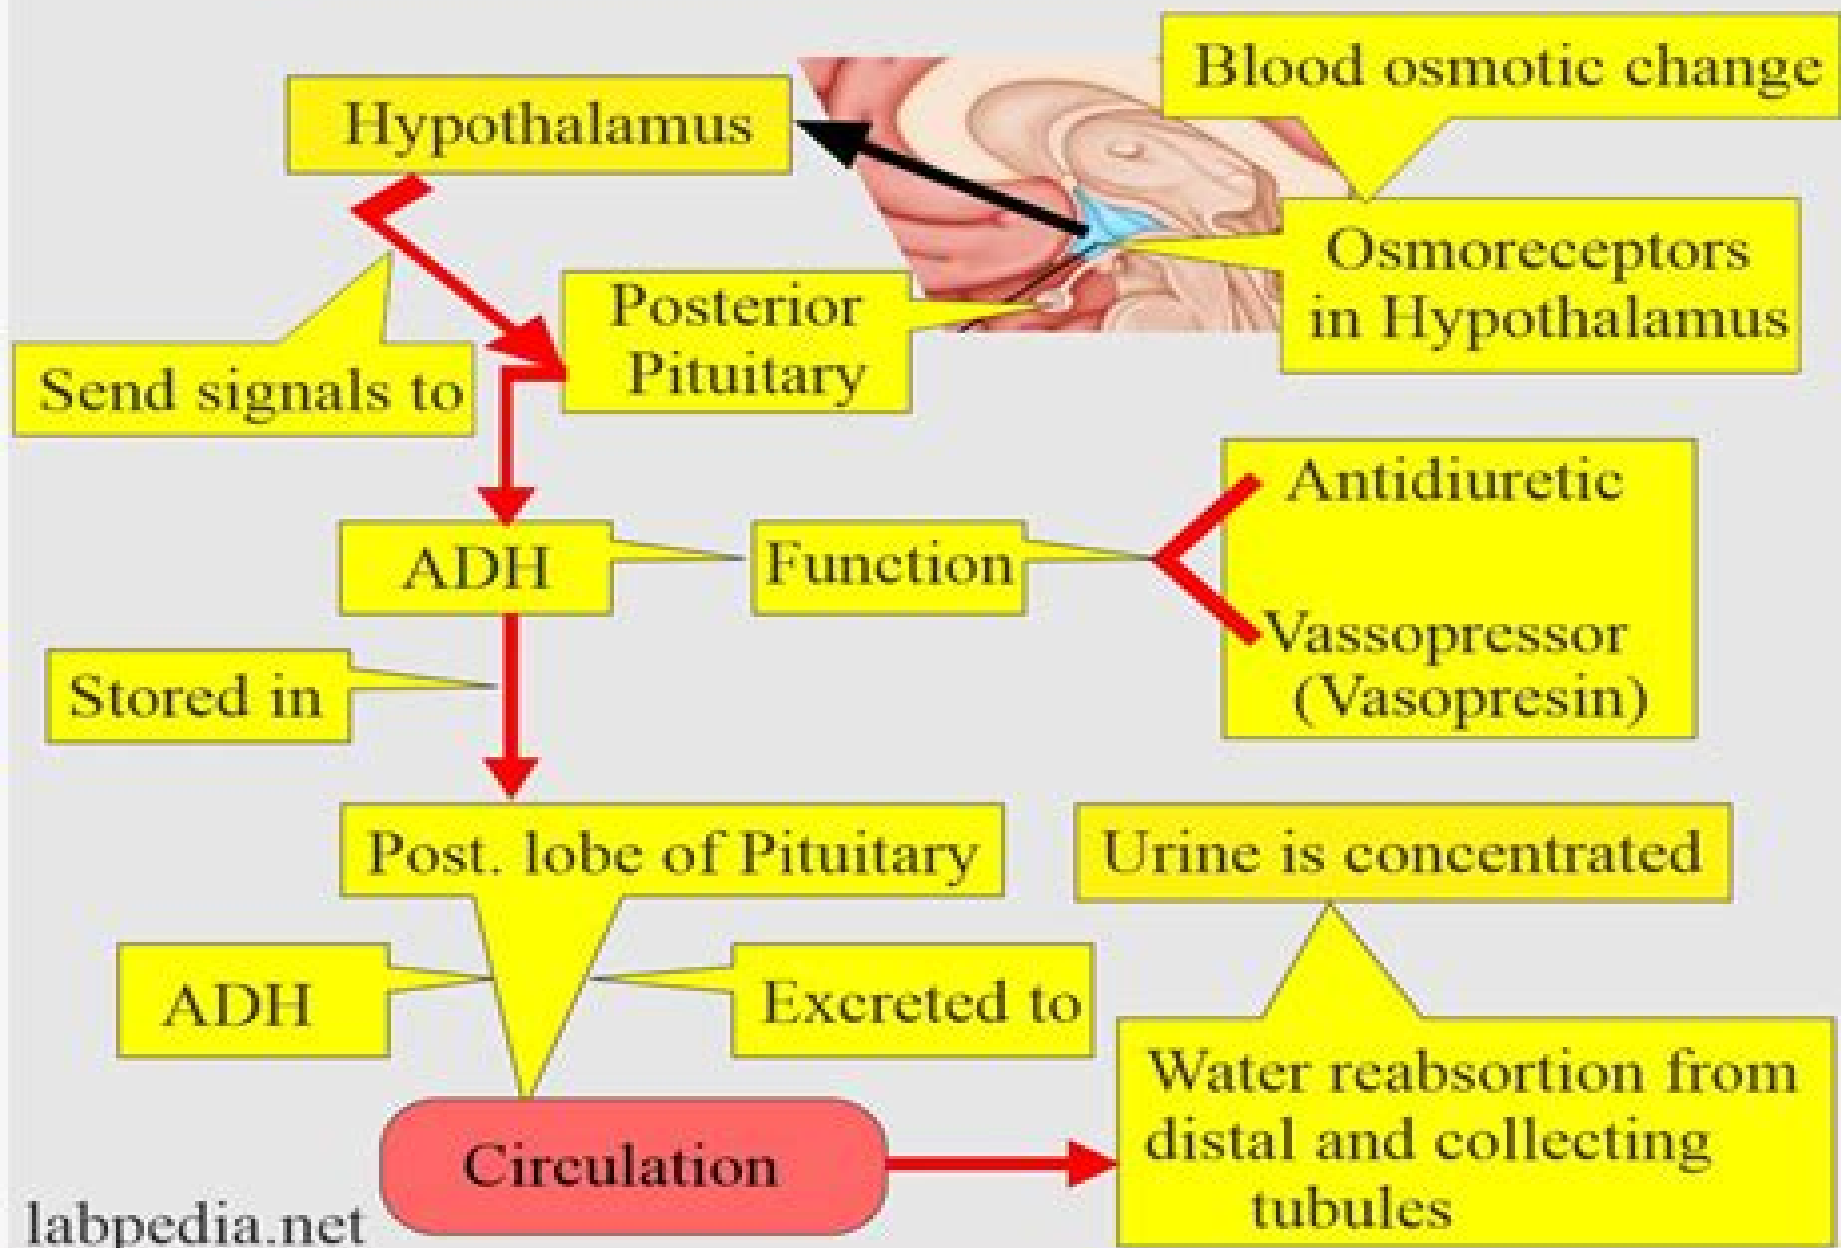 Blood osmotic change
Hypothalamus
Osmoreceptors
in Hypothalamus
Posterior
Pituitary
Send signals to
Antidiuretic
ADH
Function
Vassopressor
(Vasopresin)
Stored in
Post. lobe of Pituitary
Urine is concentrated
ADH
Excreted to
Water reabsortion from
distal and collecting
tubules
Circulation
labpedia.net